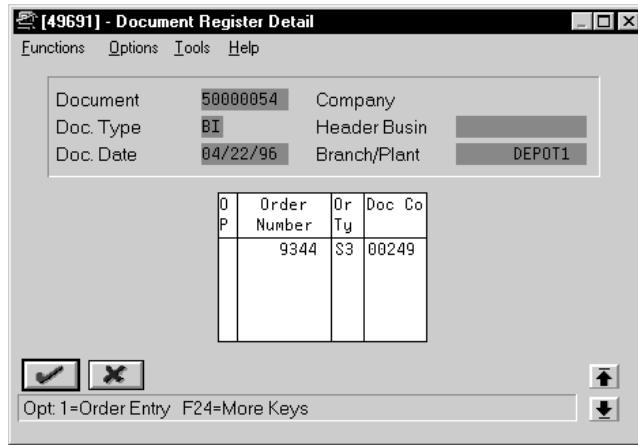 [49691] - Document Register Detail
Functions Options Tools Help
Document 50000054 Company
Doc. Type BI Header Busin
Doc. Date 04/22/96 Branch/Plant DEPOT1
O Order Or Doc Co
P Number Ty
9344 S3 00249
Opt: 1=Order Entry F24=More Keys